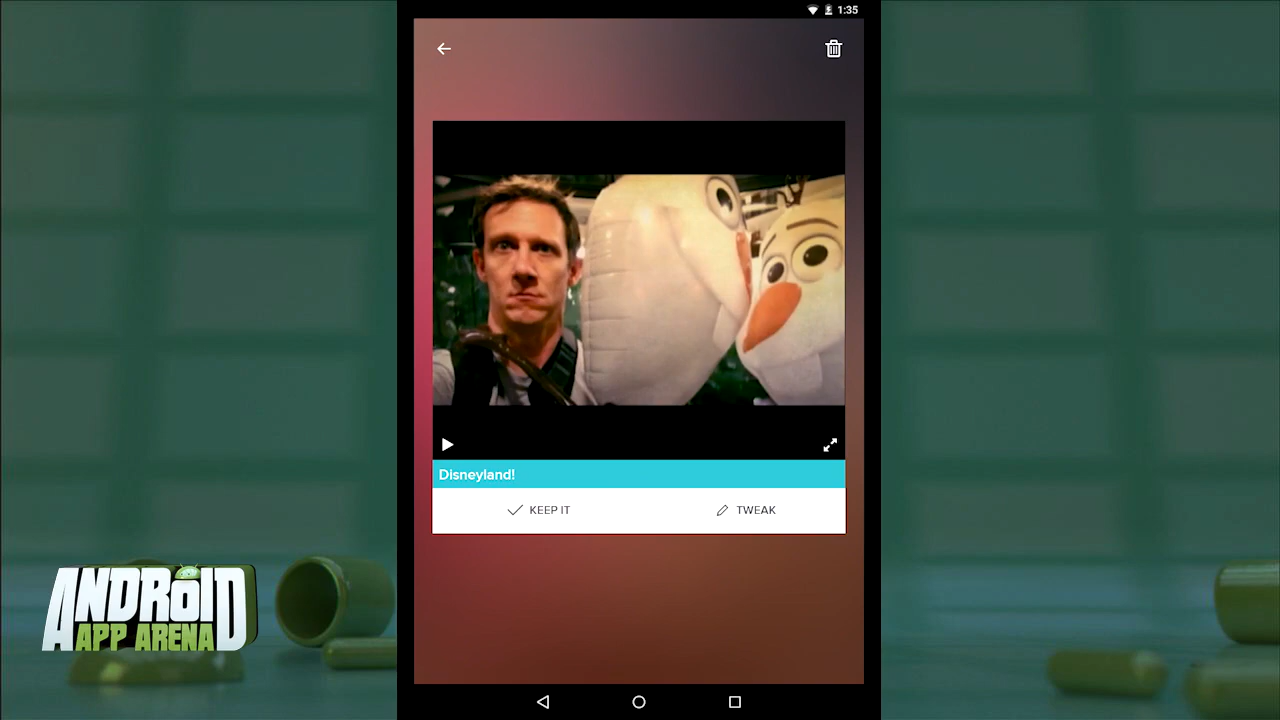 1:35
Disneyland!
KEEP IT
TWEAK
ANDROID
APP ARENA